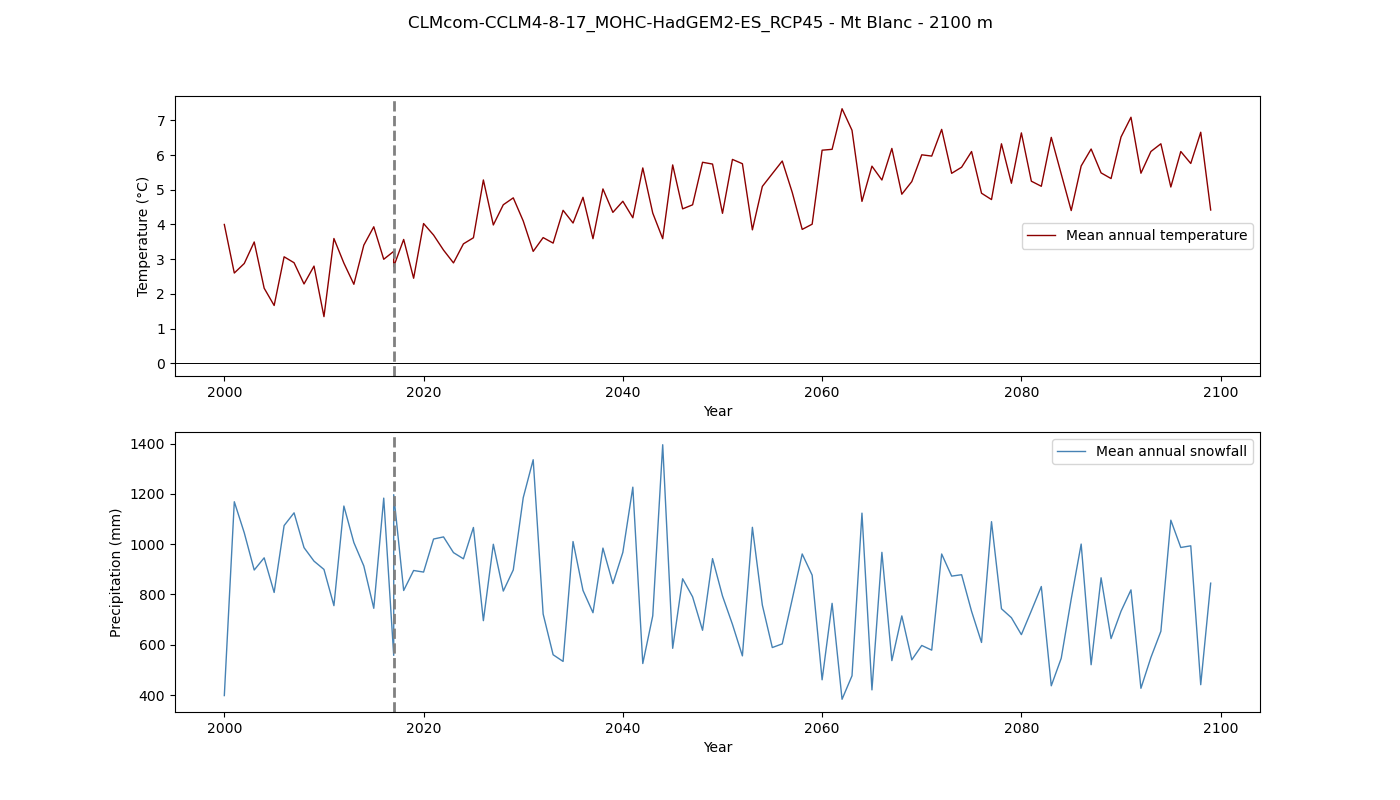 CLMcom-CCLM4-8-17_MOHC-HadGEM2-ES_RCP45 - Mt Blanc - 2100 m
7
6
5
4
3
2
1
0
Temperature (°C)
Mean annual temperature
2000 2020 2040 2060 2080 2100
Year
1400
1200
1000
800
600
400
Precipitation (mm)
Mean annual snowfall
2000 2020 2040 2060 2080 2100
Year